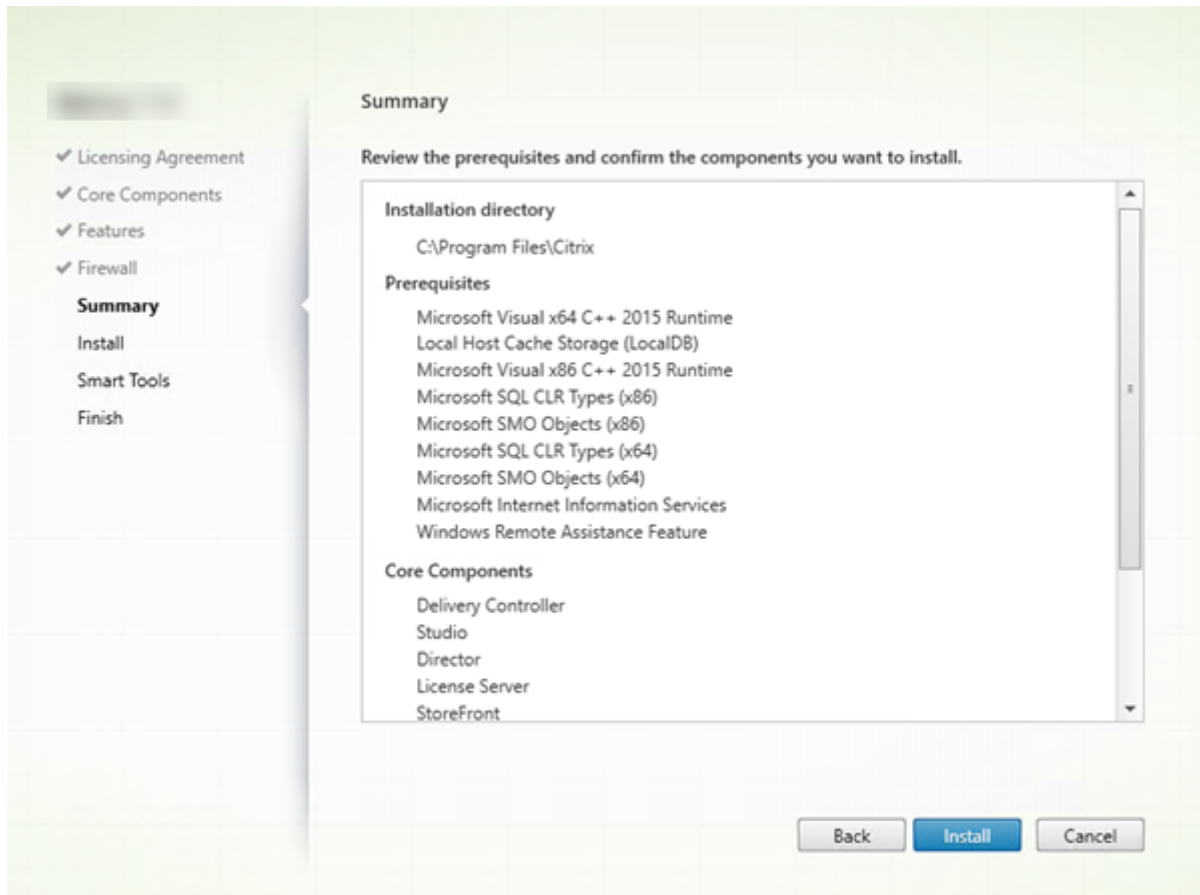 Licensing Agreement
Core Components
Features
Firewall
Summary
Install
Smart Tools
Finish
Summary
Review the prerequisites and confirm the components you want to install.
Installation directory
C:\Program Files\Citrix
Prerequisites
Microsoft Visual x64 C++ 2015 Runtime
Local Host Cache Storage (LocalDB)
Microsoft Visual x86 C++ 2015 Runtime
Microsoft SQL CLR Types (x86)
Microsoft SMO Objects (x86)
Microsoft SQL CLR Types (x64)
Microsoft SMO Objects (x64)
Microsoft Internet Information Services
Windows Remote Assistance Feature
Core Components
Delivery Controller
Studio
Director
License Server
StoreFront
Back
Install
Cancel